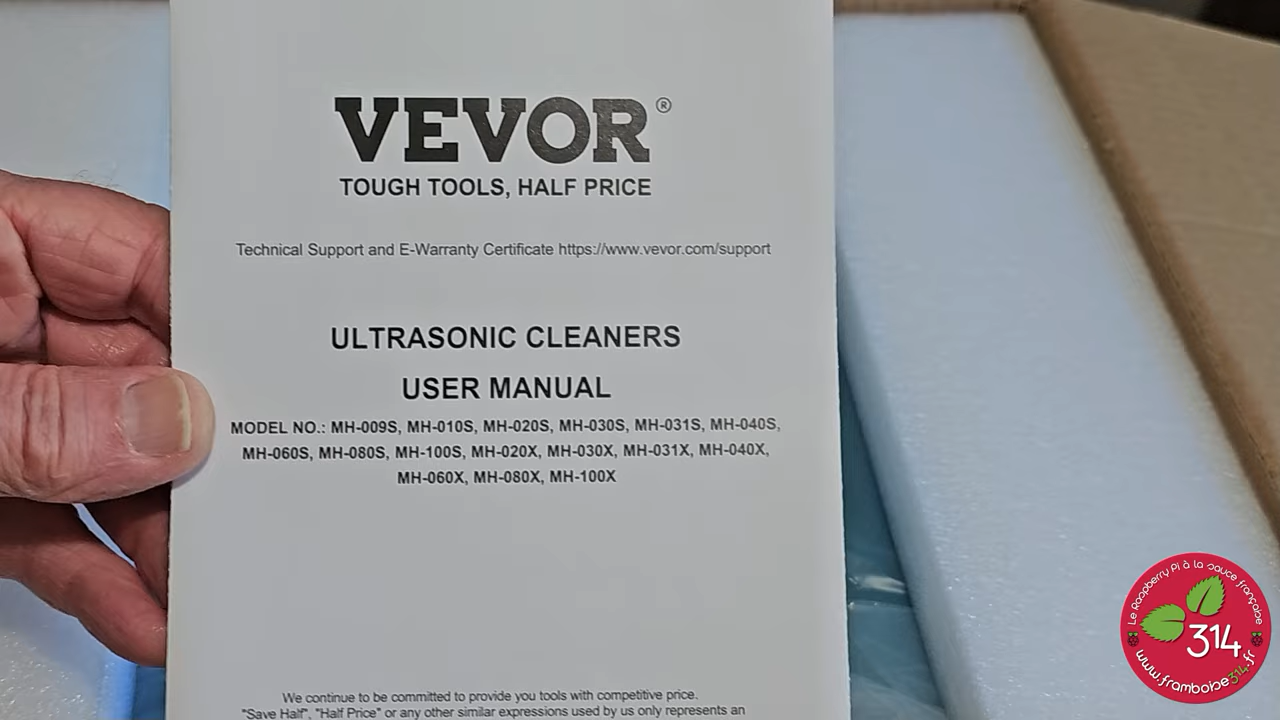 VEVOR®
TOUGH TOOLS, HALF PRICE
Technical Support and E-Warranty Certificate https://www.vevor.com/support
ULTRASONIC CLEANERS
USER MANUAL
MODEL NO.: MH-009S, MH-010S, MH-020S, MH-030S, MH-031S, MH-040S,
MH-060S, MH-080S, MH-100S, MH-020X, MH-030X, MH-031X, MH-040X,
MH-060X, MH-080X, MH-100X
We continue to be committed to provide you tools with competitive price.
"Save Half", "Half Price" or any other similar expressions used by us only represents an
Le Raspberry Pi à la sauce française
314
www.framboise314.fr